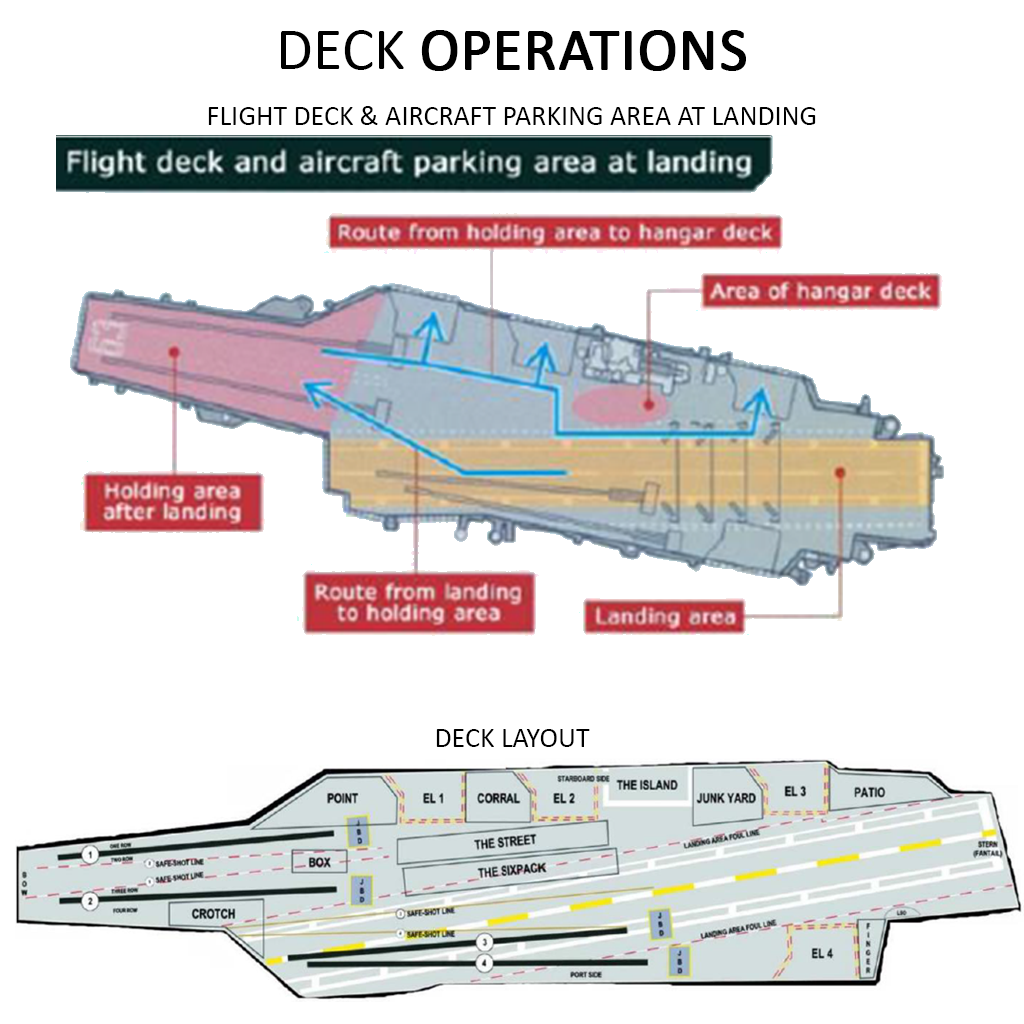 DECK OPERATIONS
FLIGHT DECK & AIRCRAFT PARKING AREA AT LANDING
Flight deck and aircraft parking area at landing
Route from holding area to hangar deck
Area of hangar deck
63
Holding area
after landing
Route from landing
to holding area
Landing area
DECK LAYOUT
STARBOARD SIDE
THE ISLAND
POINT
EL 1
CORRAL
EL 2
JUNK YARD
EL 3
PATIO
JBD
THE STREET
LANDING AREA FOUL LINE
STERN
(FANTAIL)
1
ONE ROW
TWO ROW
SAFE-SHOT LINE
BOX
THE SIXPACK
BOW
SAFE-SHOT LINE
2
THREE ROW
FOUR ROW
JBD
CROTCH
SAFE-SHOT LINE
SAFE-SHOT LINE
JBD
LANDING AREA FOUL LINE
LSO
3
4
JBD
EL 4
FINGER
PORT SIDE